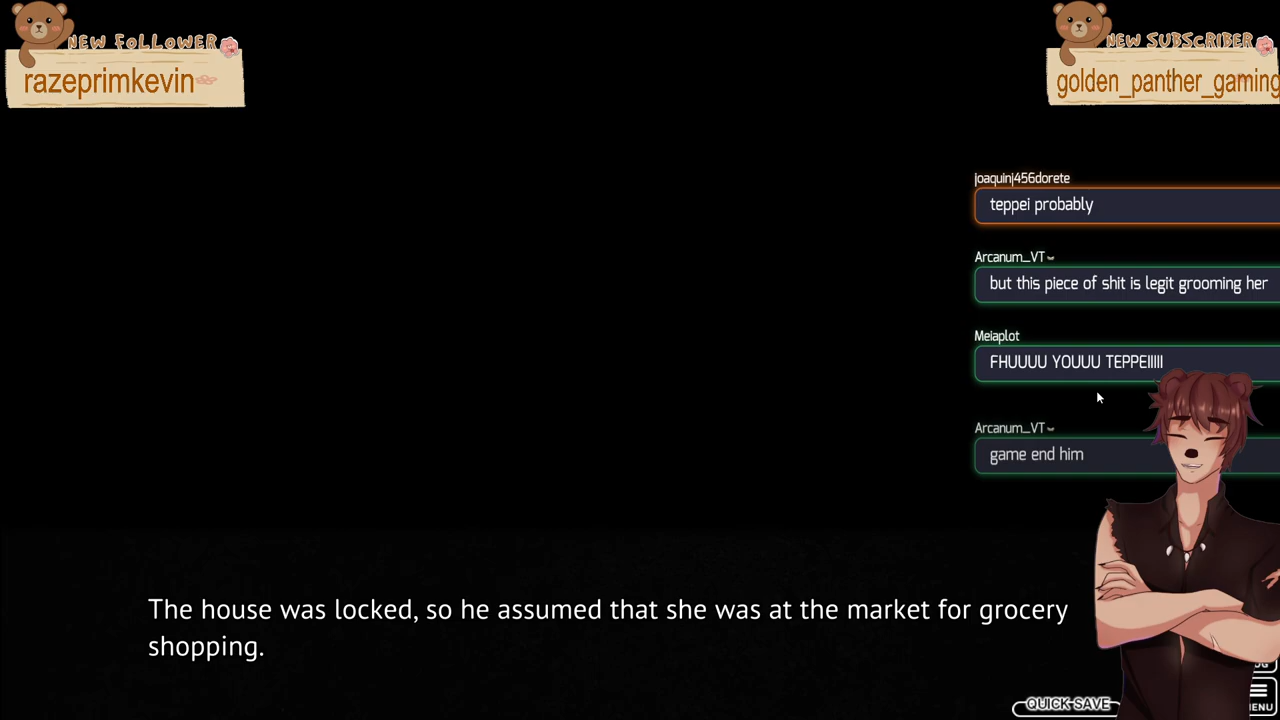 NEW FOLLOWER
razeprimkevin
NEW SUBSCRIBER
golden_panther_gaming
joaquinj456dorete
teppei probably
Arcanum_VT
but this piece of shit is legit grooming her
Meiaplot
FHUUUU YOUUU TEPPEIIIII
Arcanum_VT
game end him
The house was locked, so he assumed that she was at the market for grocery
shopping.
QUICK SAVE